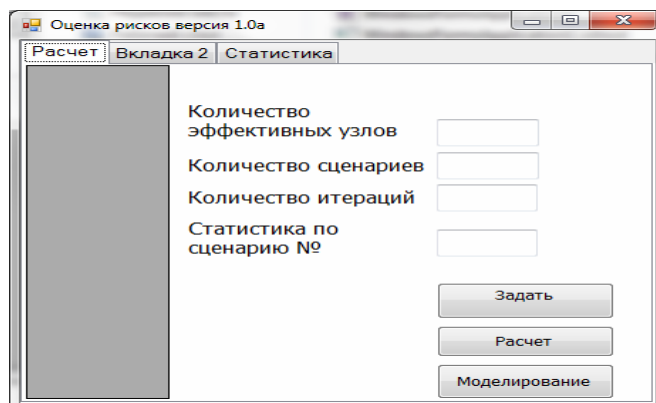 Оценка рисков версия 1.0a
Расчет Вкладка 2 Статистика
Количество
эффективных узлов
Количество сценариев
Количество итераций
Статистика по
сценарию №
Задать
Расчет
Моделирование